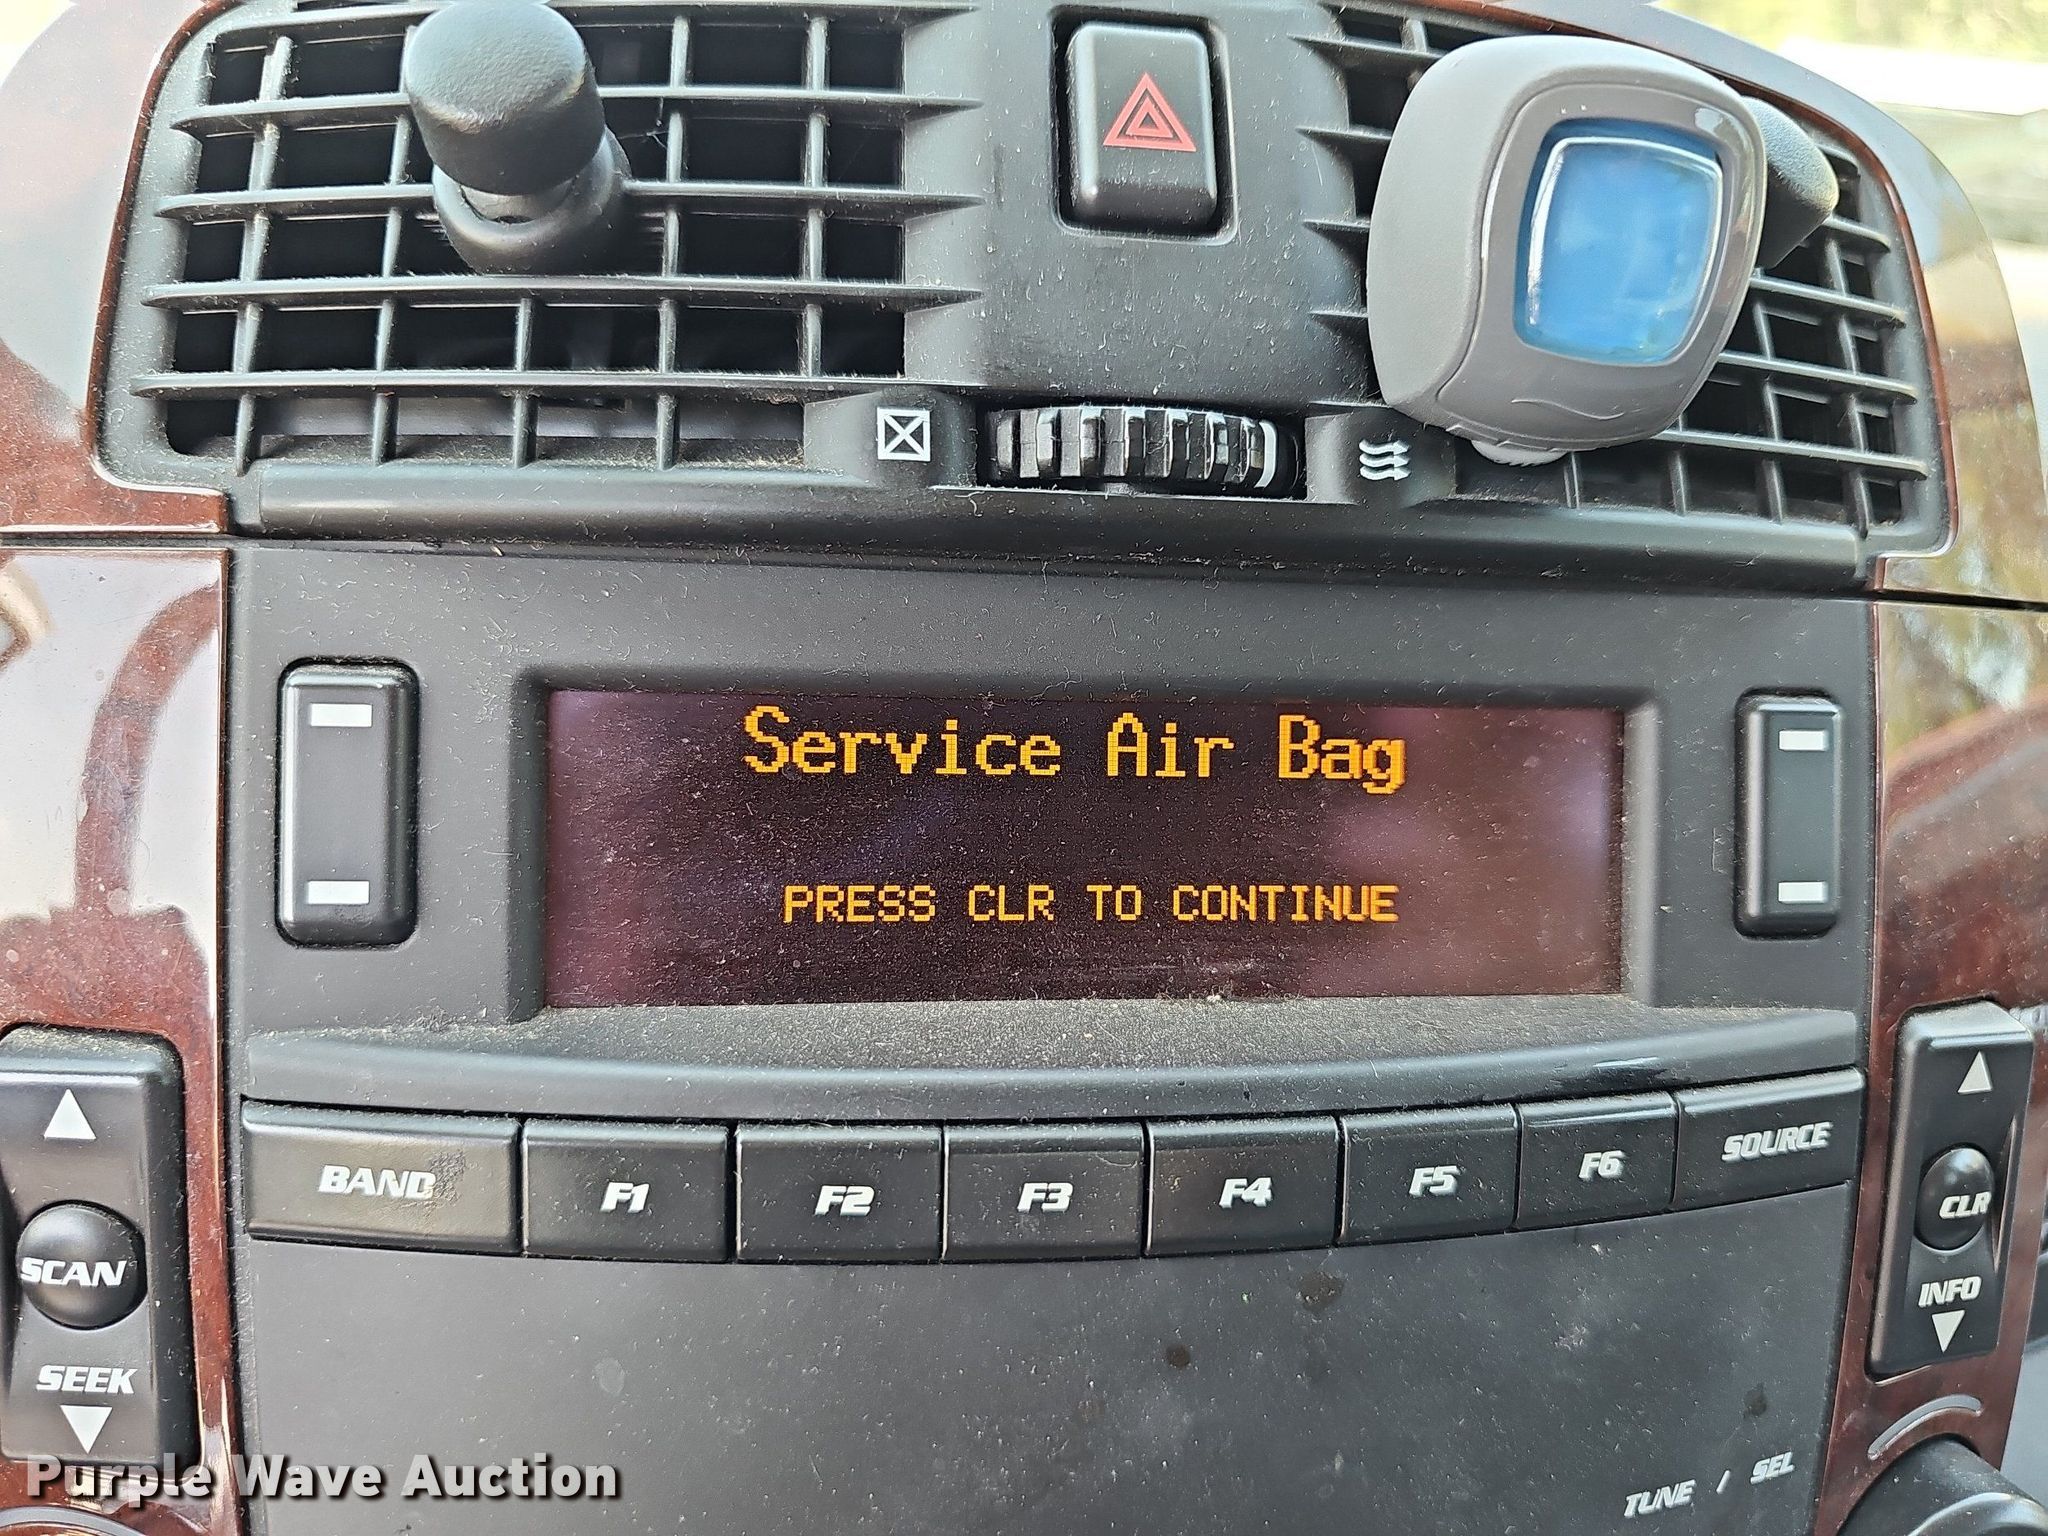 Service Air Bag
PRESS CLR TO CONTINUE
BAND
F1
F2
F3
F4
F5
F6
SOURCE
SCAN
SEEK
CLR
INFO
TUNE / SEL
Purple Wave Auction